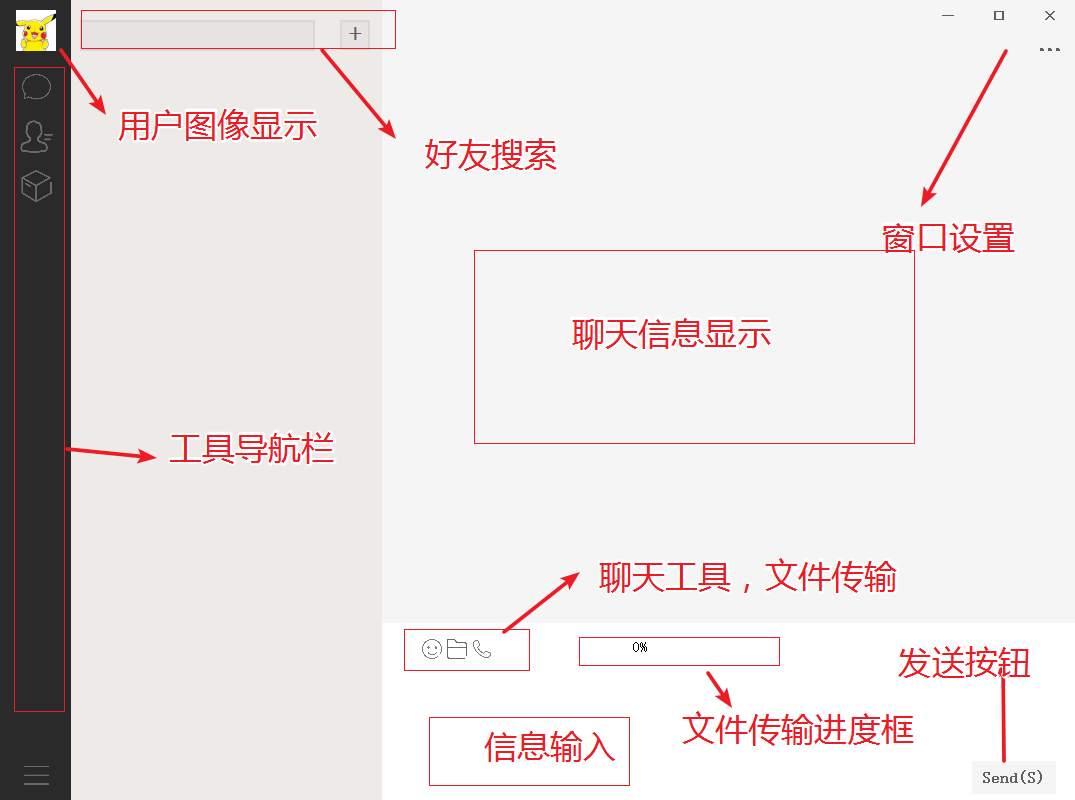 用户图像显示
好友搜索
窗口设置
聊天信息显示
工具导航栏
聊天工具，文件传输
0%
发送按钮
文件传输进度框
信息输入
Send(S)